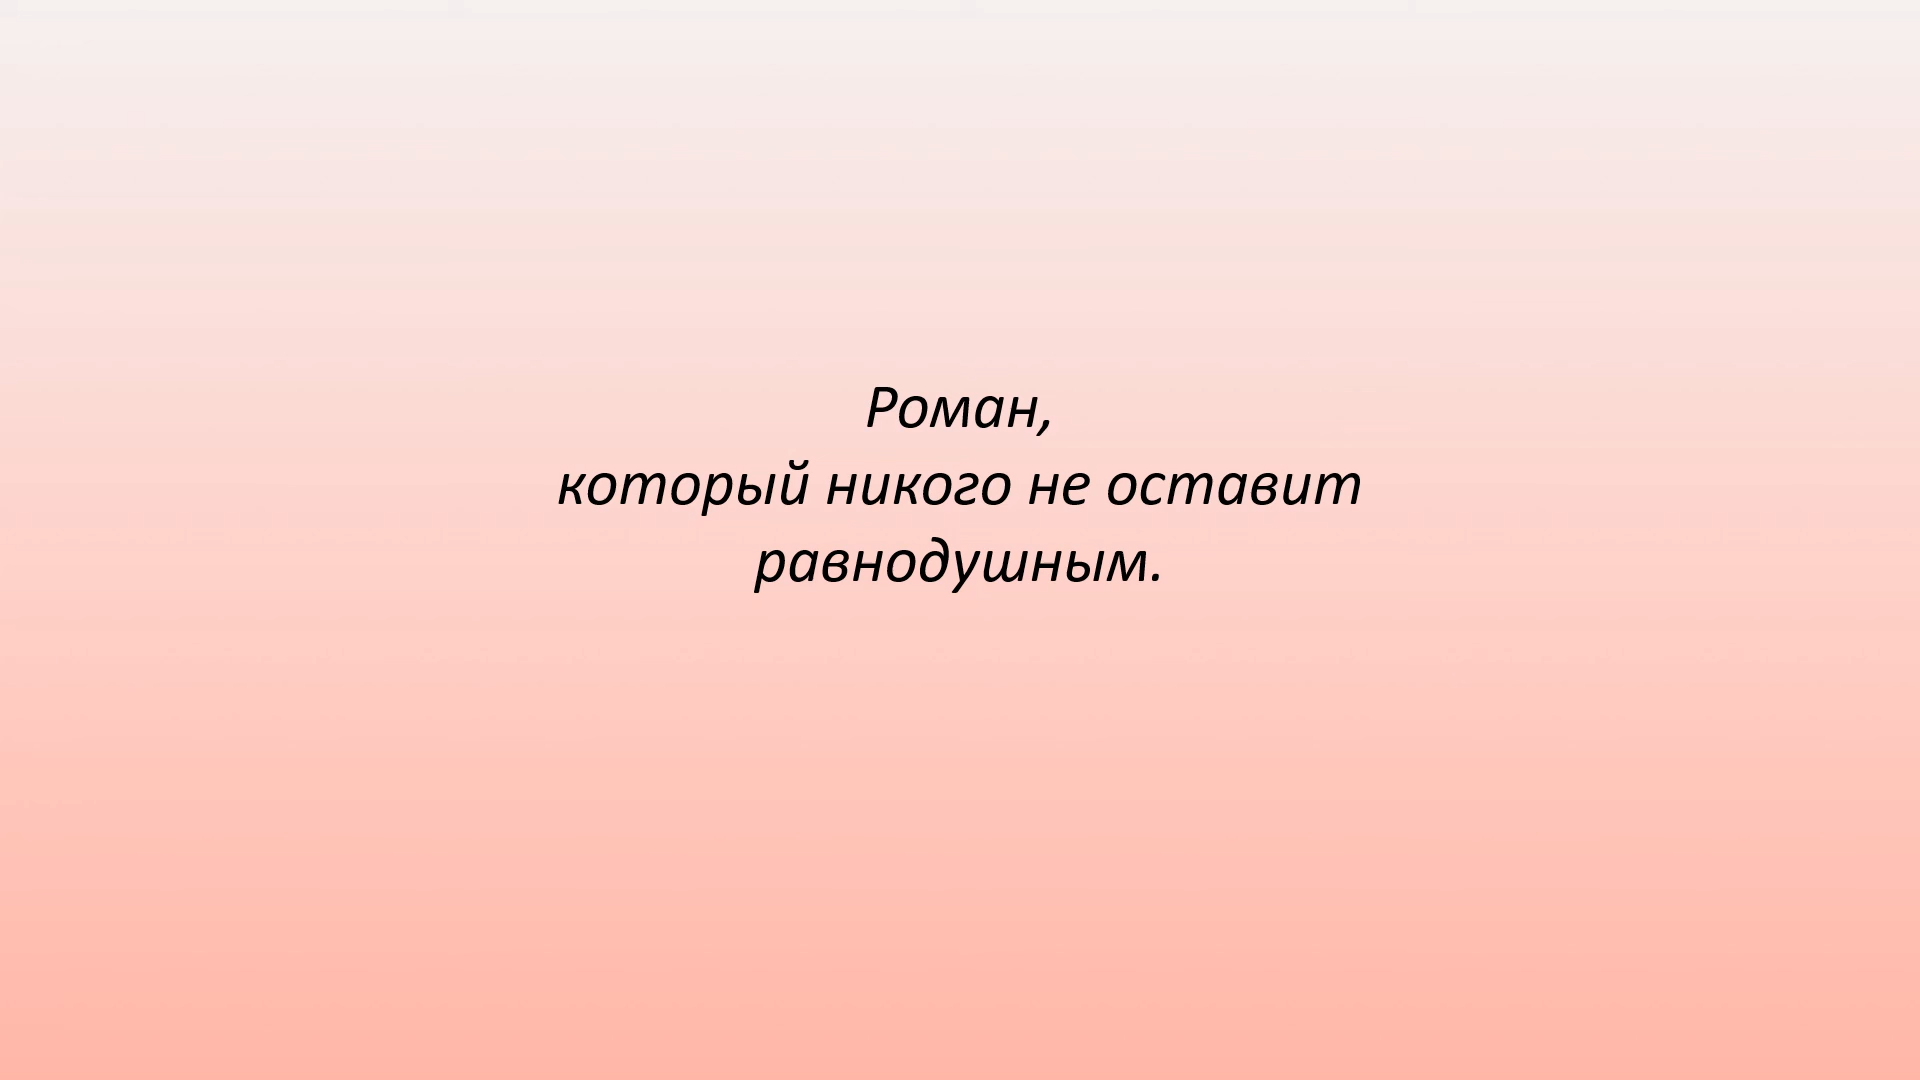 Роман,
который никого не оставит
равнодушным.